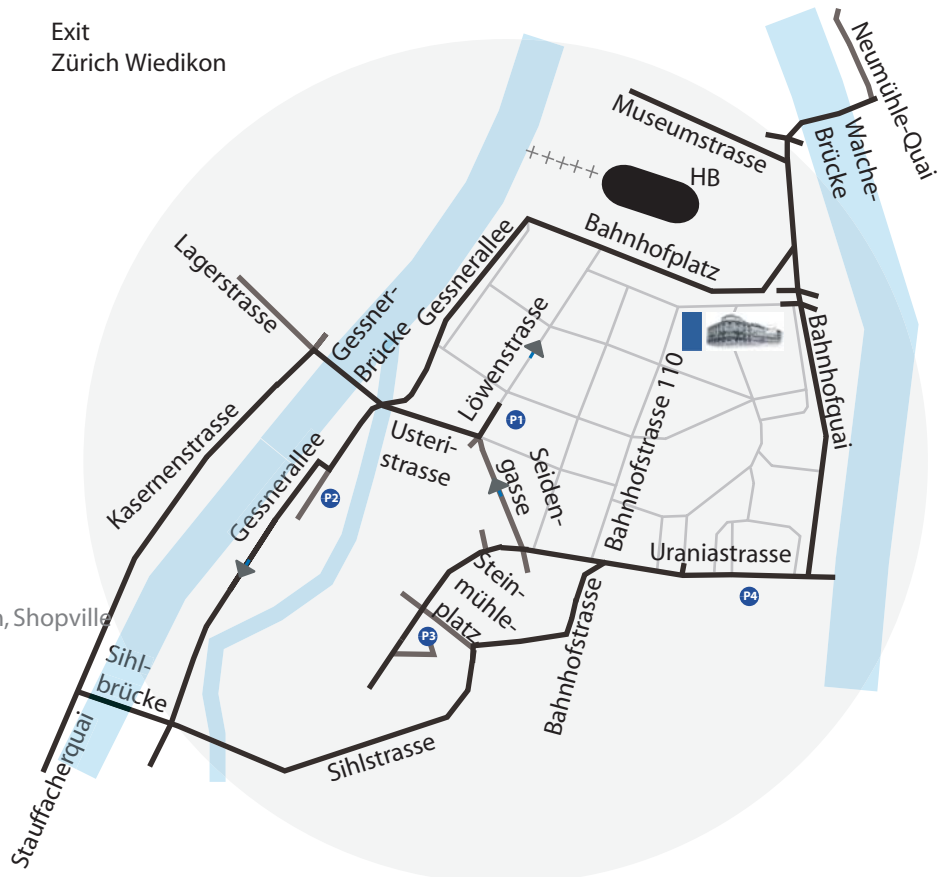 Exit
Zürich Wiedikon
Neumühle-Quai
Walche-
Brücke
Museumstrasse
HB
Bahnhofplatz
Lagerstrasse
Gessner-
Brücke
Gessnerallee
Löwenstrasse
Bahnhofquai
Bahnhofstrasse 110
P1
Usteri-
strasse
Kasernenstrasse
Gessnerallee
P2
Seiden-
gasse
Uraniastrasse
P4
Stein-
mühle-
platz
P3
Bahnhofstrasse
, Shopville
Sihl-
brücke
Sihlstrasse
Stauffacherquai